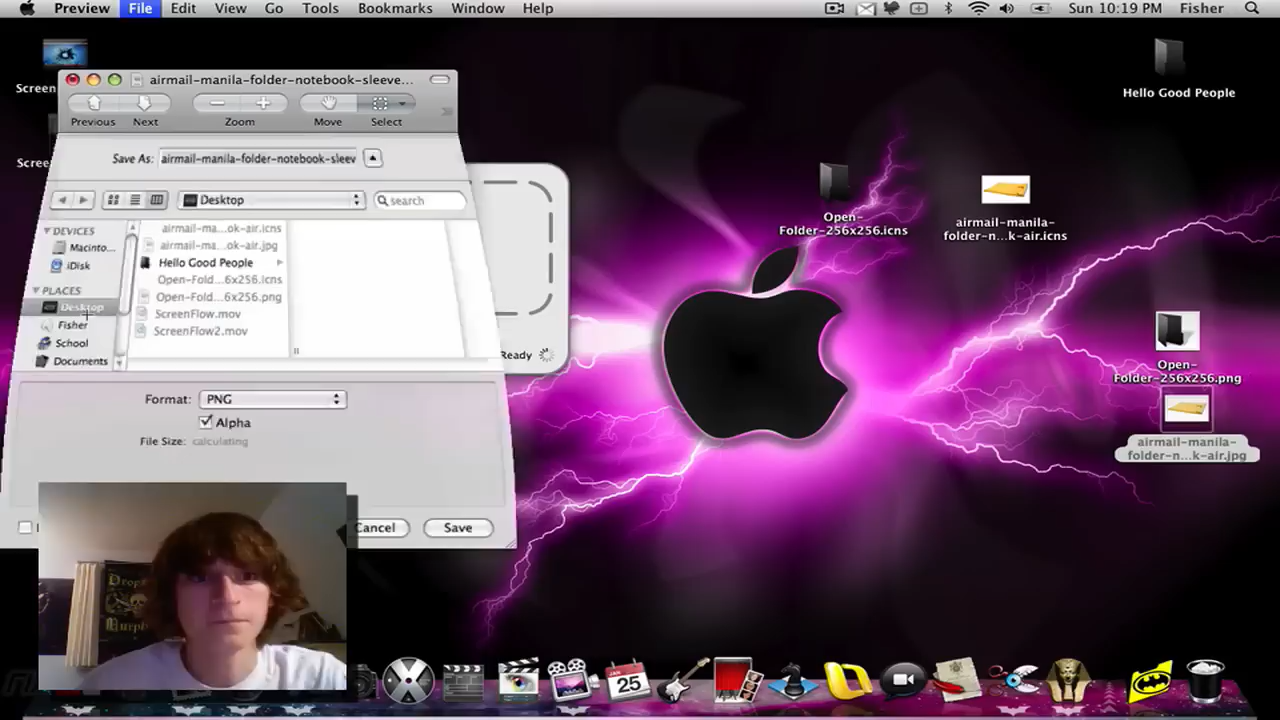 Preview File Edit View Go Tools Bookmarks Window Help Sun 10:19 PM Fisher
Screen
Hello Good People
airmail-manila-folder-notebook-sleeve...
Previous Next Zoom Move Select
Save As: airmail-manila-folder-notebook-sleev
Scree
Desktop
search
Open-
Folder-256x256.icns
airmail-manila-
folder-n...k-air.icns
DEVICES
Macinto...
iDisk
PLACES
Desktop
Fisher
School
Documents
airmail-ma...ok-air.icns
airmail-ma...ok-air.jpg
Hello Good People
Open-Fold...6x256.icns
Open-Fold...6x256.png
ScreenFlow.mov
ScreenFlow2.mov
Ready
Open-
Folder-256x256.png
airmail-manila-
folder-n...k-air.jpg
Format: PNG
Alpha
File Size: calculating
Cancel Save
Drop
Murph
25